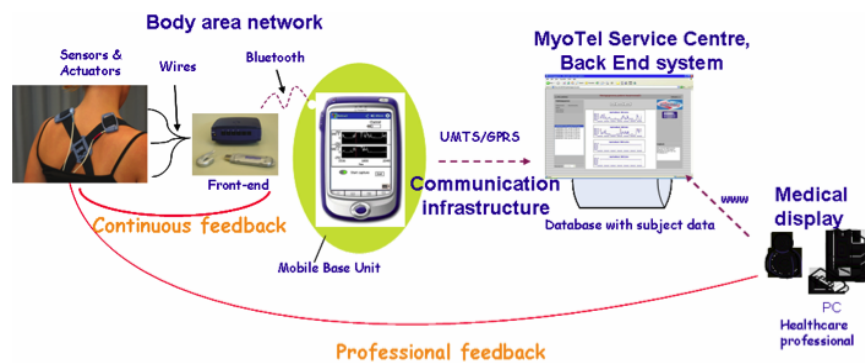 Body area network
Sensors &
Actuators
Wires
Bluetooth
MyoTel Service Centre,
Back End system
UMTS/GPRS
Front-end
Communication
infrastructure
www
Medical
display
Continuous feedback
Database with subject data
Mobile Base Unit
PC
Healthcare
professional
Professional feedback